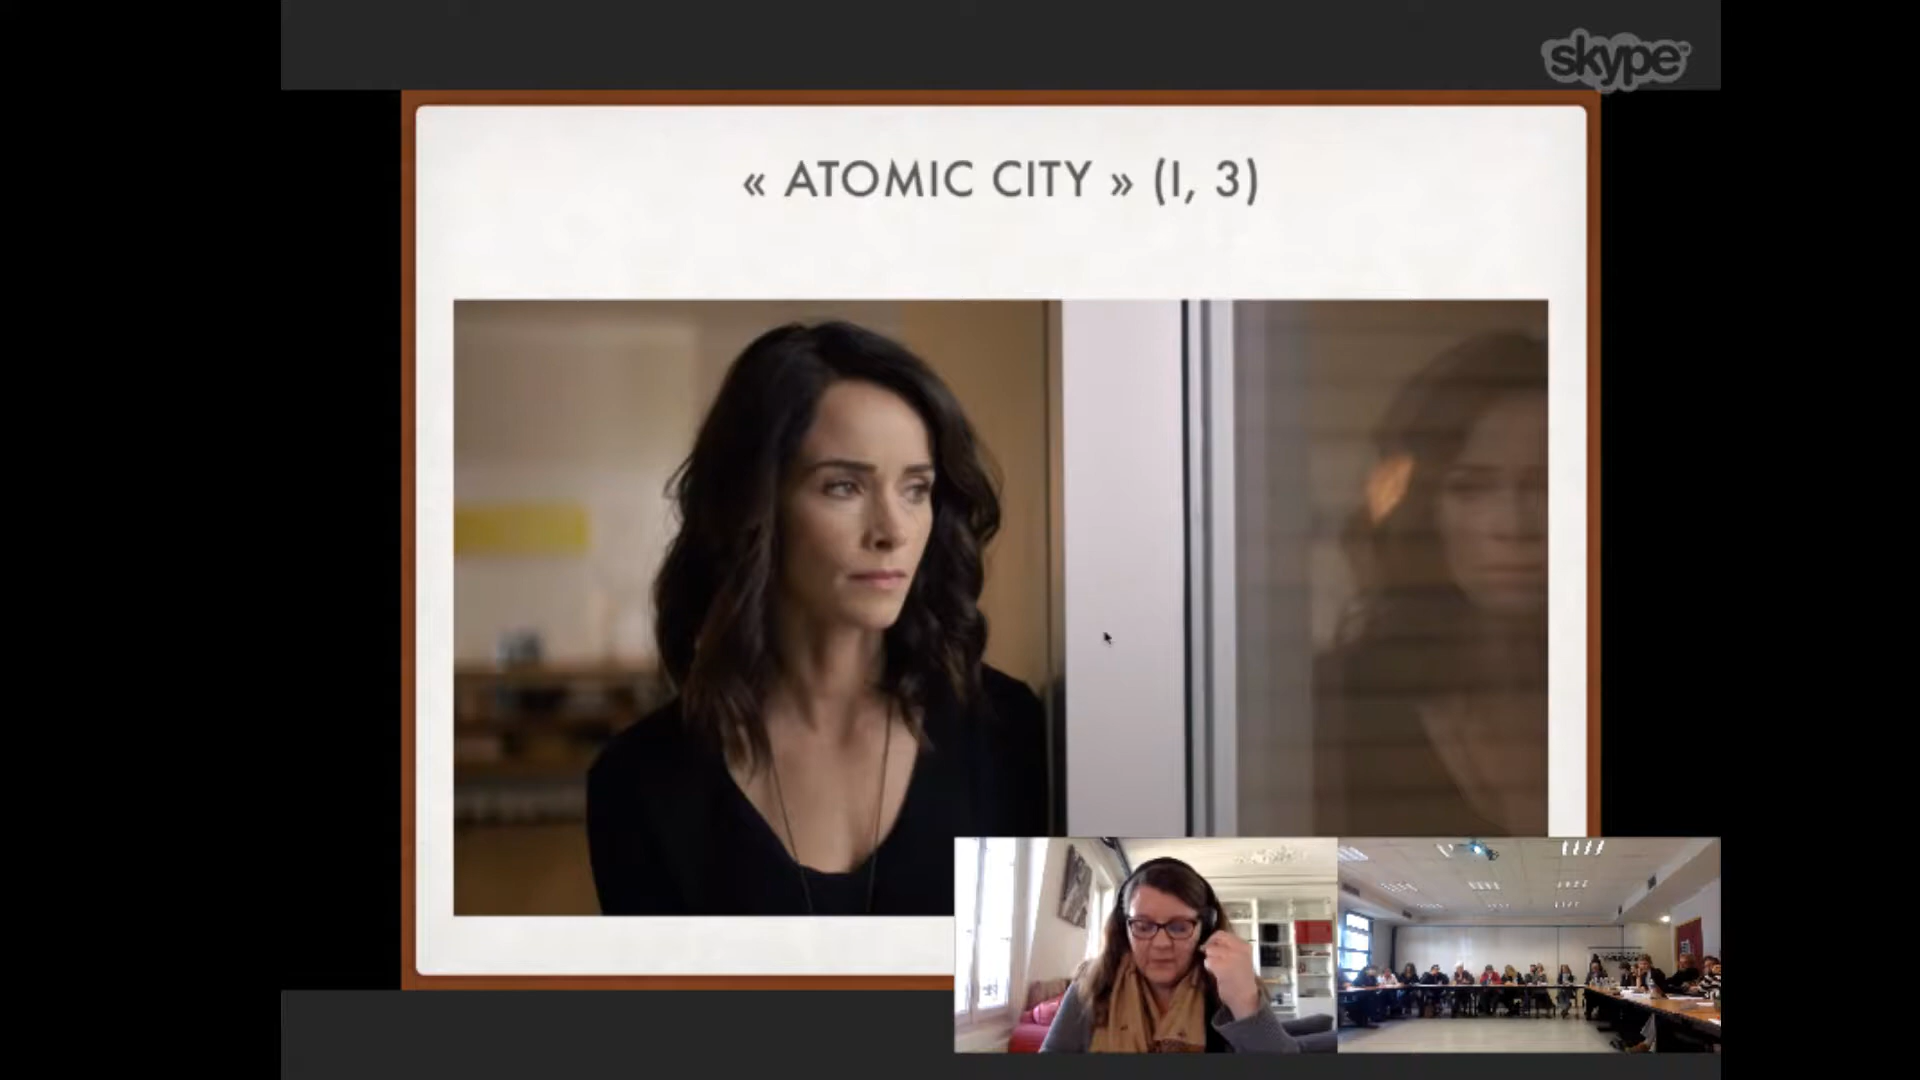 skype
« ATOMIC CITY » (I, 3)